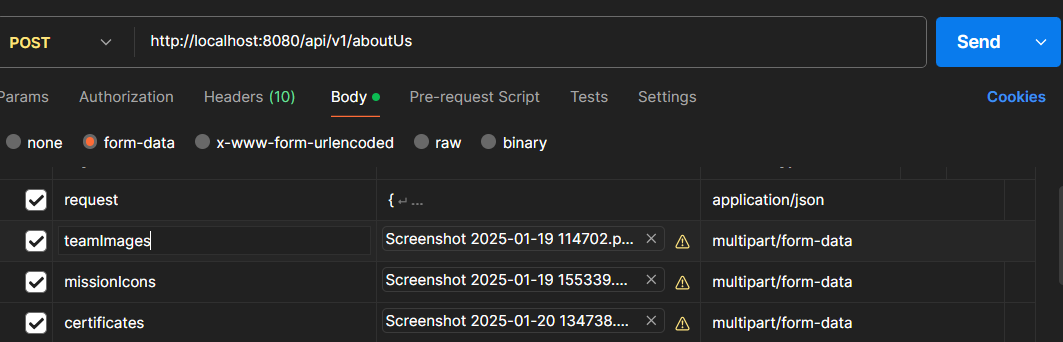 POST http://localhost:8080/api/v1/aboutUs Send
Params Authorization Headers (10) Body Pre-request Script Tests Settings Cookies
none form-data x-www-form-urlencoded raw binary
request { ↵ ... application/json
teamImages Screenshot 2025-01-19 114702.p... multipart/form-data
missionIcons Screenshot 2025-01-19 155339.... multipart/form-data
certificates Screenshot 2025-01-20 134738.... multipart/form-data